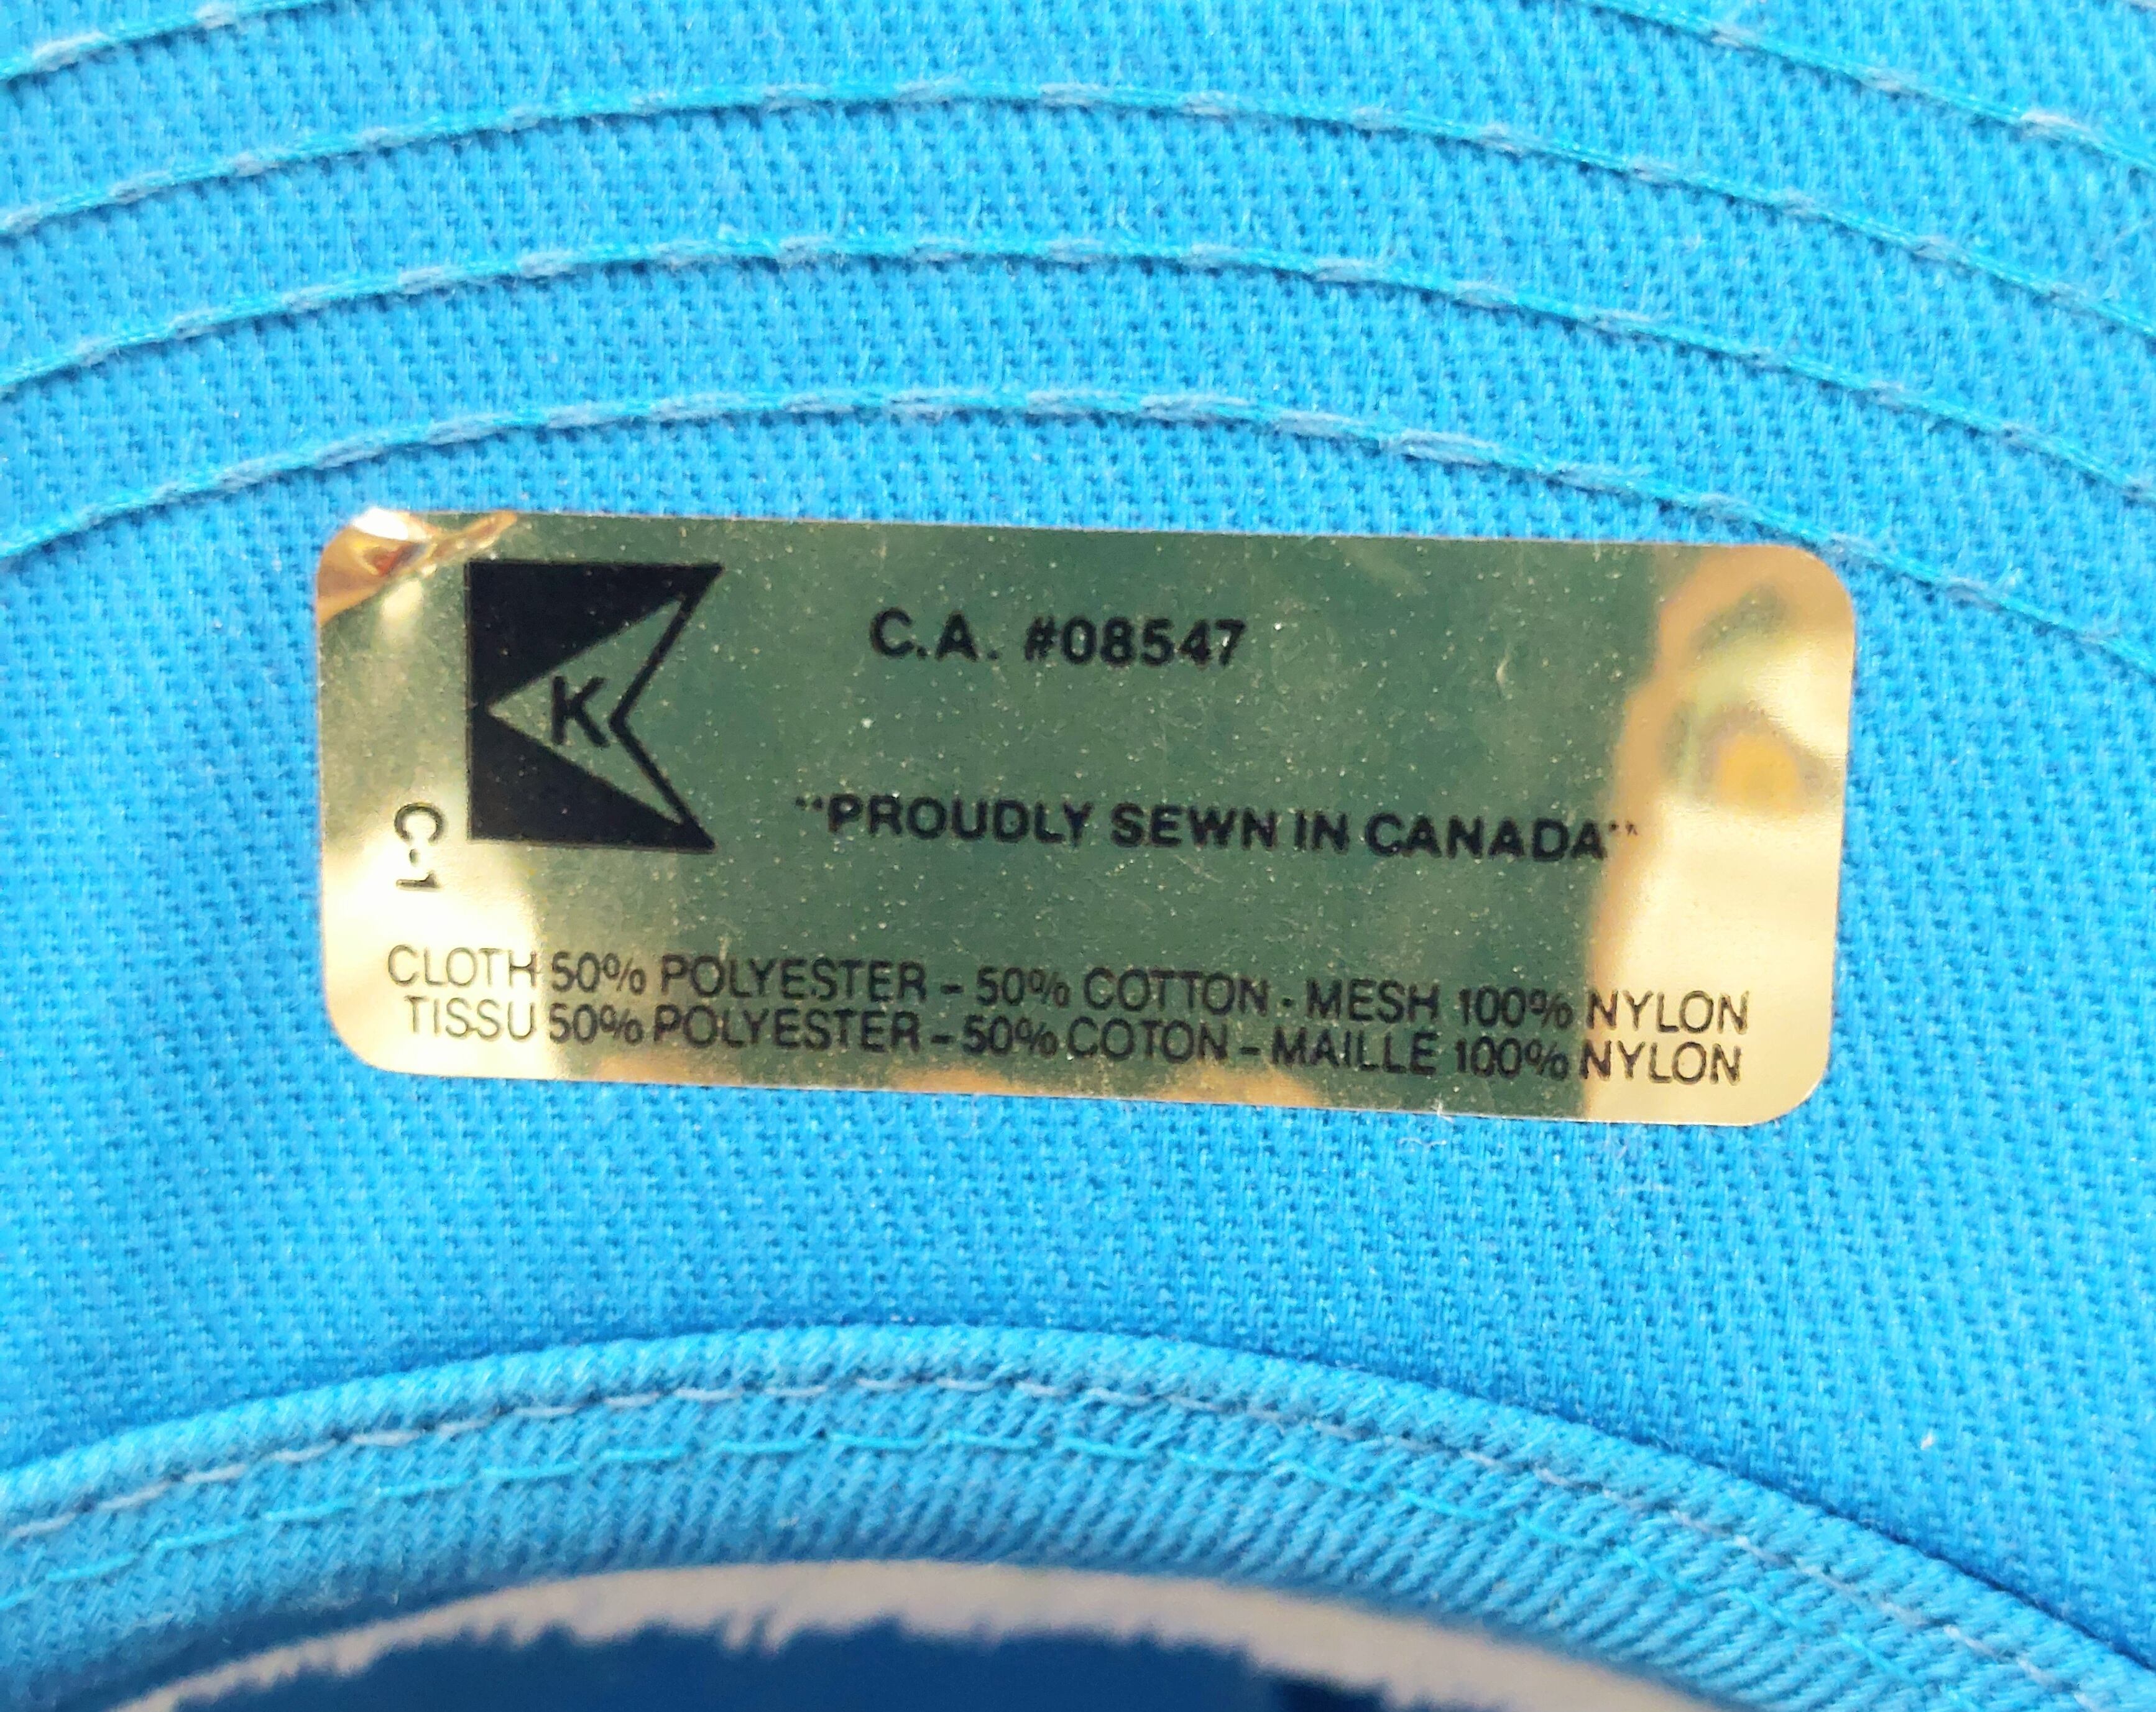 K
C.A. #08547
"PROUDLY SEWN IN CANADA"
C-1
CLOTH 50% POLYESTER - 50% COTTON - MESH 100% NYLON
TISSU 50% POLYESTER - 50% COTON - MAILLE 100% NYLON